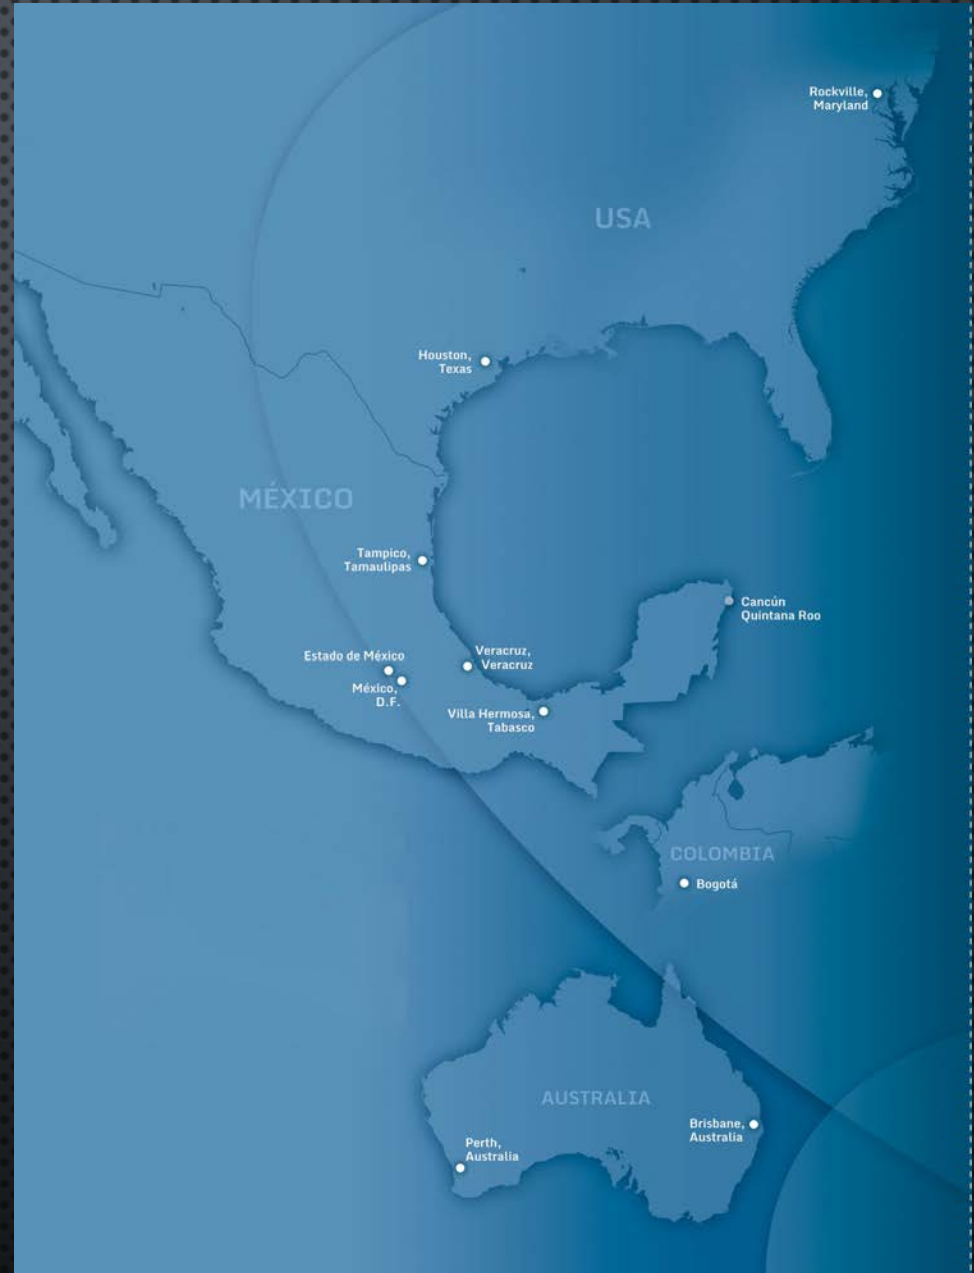 Rockville,
Maryland
USA
Houston,
Texas
MÉXICO
Tampico,
Tamaulipas
Cancún
Quintana Roo
Estado de México
México,
D.F.
Veracruz,
Veracruz
Villa Hermosa,
Tabasco
COLOMBIA
Bogotá
AUSTRALIA
Brisbane,
Australia
Perth,
Australia